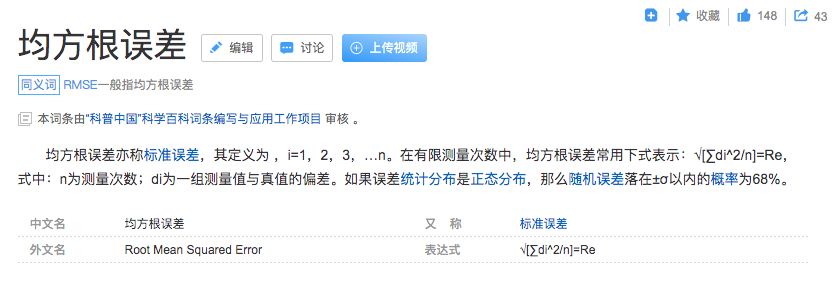 收藏 148 43
均方根误差 编辑 讨论 上传视频
同义词 RMSE一般指均方根误差
本词条由“科普中国”科学百科词条编写与应用工作项目 审核 。
均方根误差亦称标准误差，其定义为 ，i=1，2，3，…n。在有限测量次数中，均方根误差常用下式表示：√[∑di^2/n]=Re，
式中：n为测量次数；di为一组测量值与真值的偏差。如果误差统计分布是正态分布，那么随机误差落在±σ以内的概率为68%。
中文名 均方根误差 又 称 标准误差
外文名 Root Mean Squared Error 表达式 √[∑di^2/n]=Re